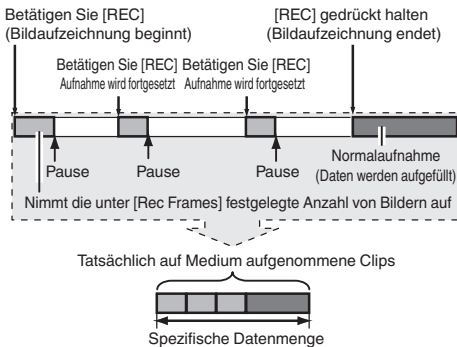 Betätigen Sie [REC]
(Bildaufzeichnung beginnt)
[REC] gedrückt halten
(Bildaufzeichnung endet)
Betätigen Sie [REC]
Aufnahme wird fortgesetzt
Betätigen Sie [REC]
Aufnahme wird fortgesetzt
Pause
Pause
Pause
Normalaufnahme
(Daten werden aufgefüllt)
Nimmt die unter [Rec Frames] festgelegte Anzahl von Bildern auf
Tatsächlich auf Medium aufgenommene Clips
Spezifische Datenmenge